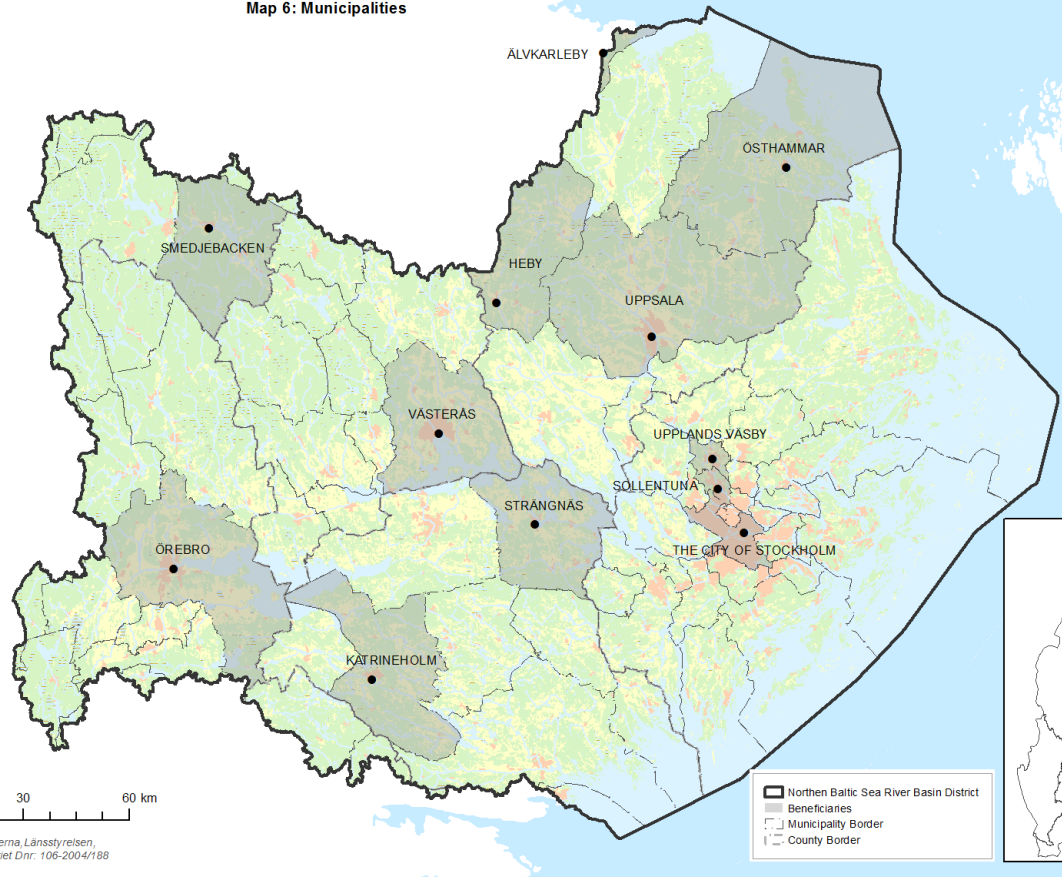 Map 6: Municipalities
ÄLVKARLEBY
ÖSTHAMMAR
SMEDJEBACKEN
HEBY
UPPSALA
VÄSTERÅS
UPPLANDS VÄSBY
SOLLENTUNA
STRÄNGNÄS
ÖREBRO
THE CITY OF STOCKHOLM
KATRINEHOLM
Northen Baltic Sea River Basin District
Beneficiaries
Municipality Border
County Border
30 60 km
erna,Länsstyrelsen,
iet Dnr: 106-2004/188